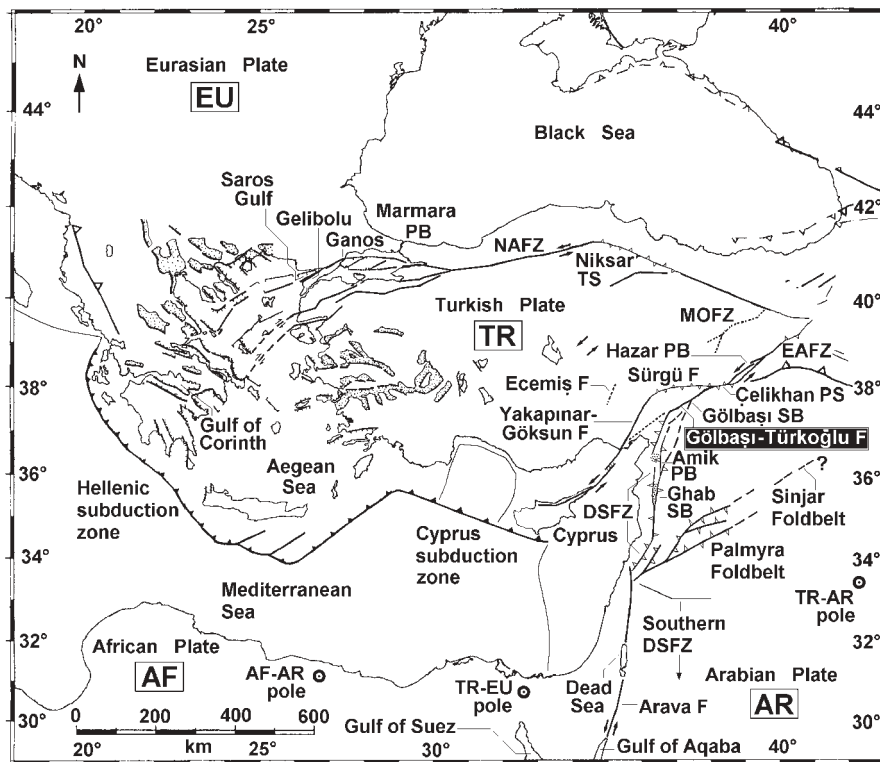 20° 25° 40°
N
Eurasian Plate
EU
44° 44°
Black Sea
42°
Saros
Gulf
Gelibolu
Ganos
Marmara
PB
NAFZ
Niksar
TS
40°
Turkish Plate
TR
MOFZ
Hazar PB
EAFZ
Sürgü F
38° 38°
Ecemiş F
Çelikhan PS
Yakapınar-
Göksun F
Gölbaşı SB
Gölbaşı-Türkoğlu F
Gulf of
Corinth
Amik
PB
?
36° 36°
Aegean
Sea
Ghab
SB
Sinjar
Foldbelt
Hellenic
subduction
zone
DSFZ
Cyprus
subduction
zone
Cyprus
34° 34°
Palmyra
Foldbelt
Mediterranean
Sea
TR-AR
pole
32° 32°
Southern
DSFZ
African Plate
AF
AF-AR
pole
TR-EU
pole
Dead
Sea
Arava F
Arabian Plate
AR
30° 30°
0 200 400 600
km
Gulf of Suez
Gulf of Aqaba
20° 25° 30° 40°